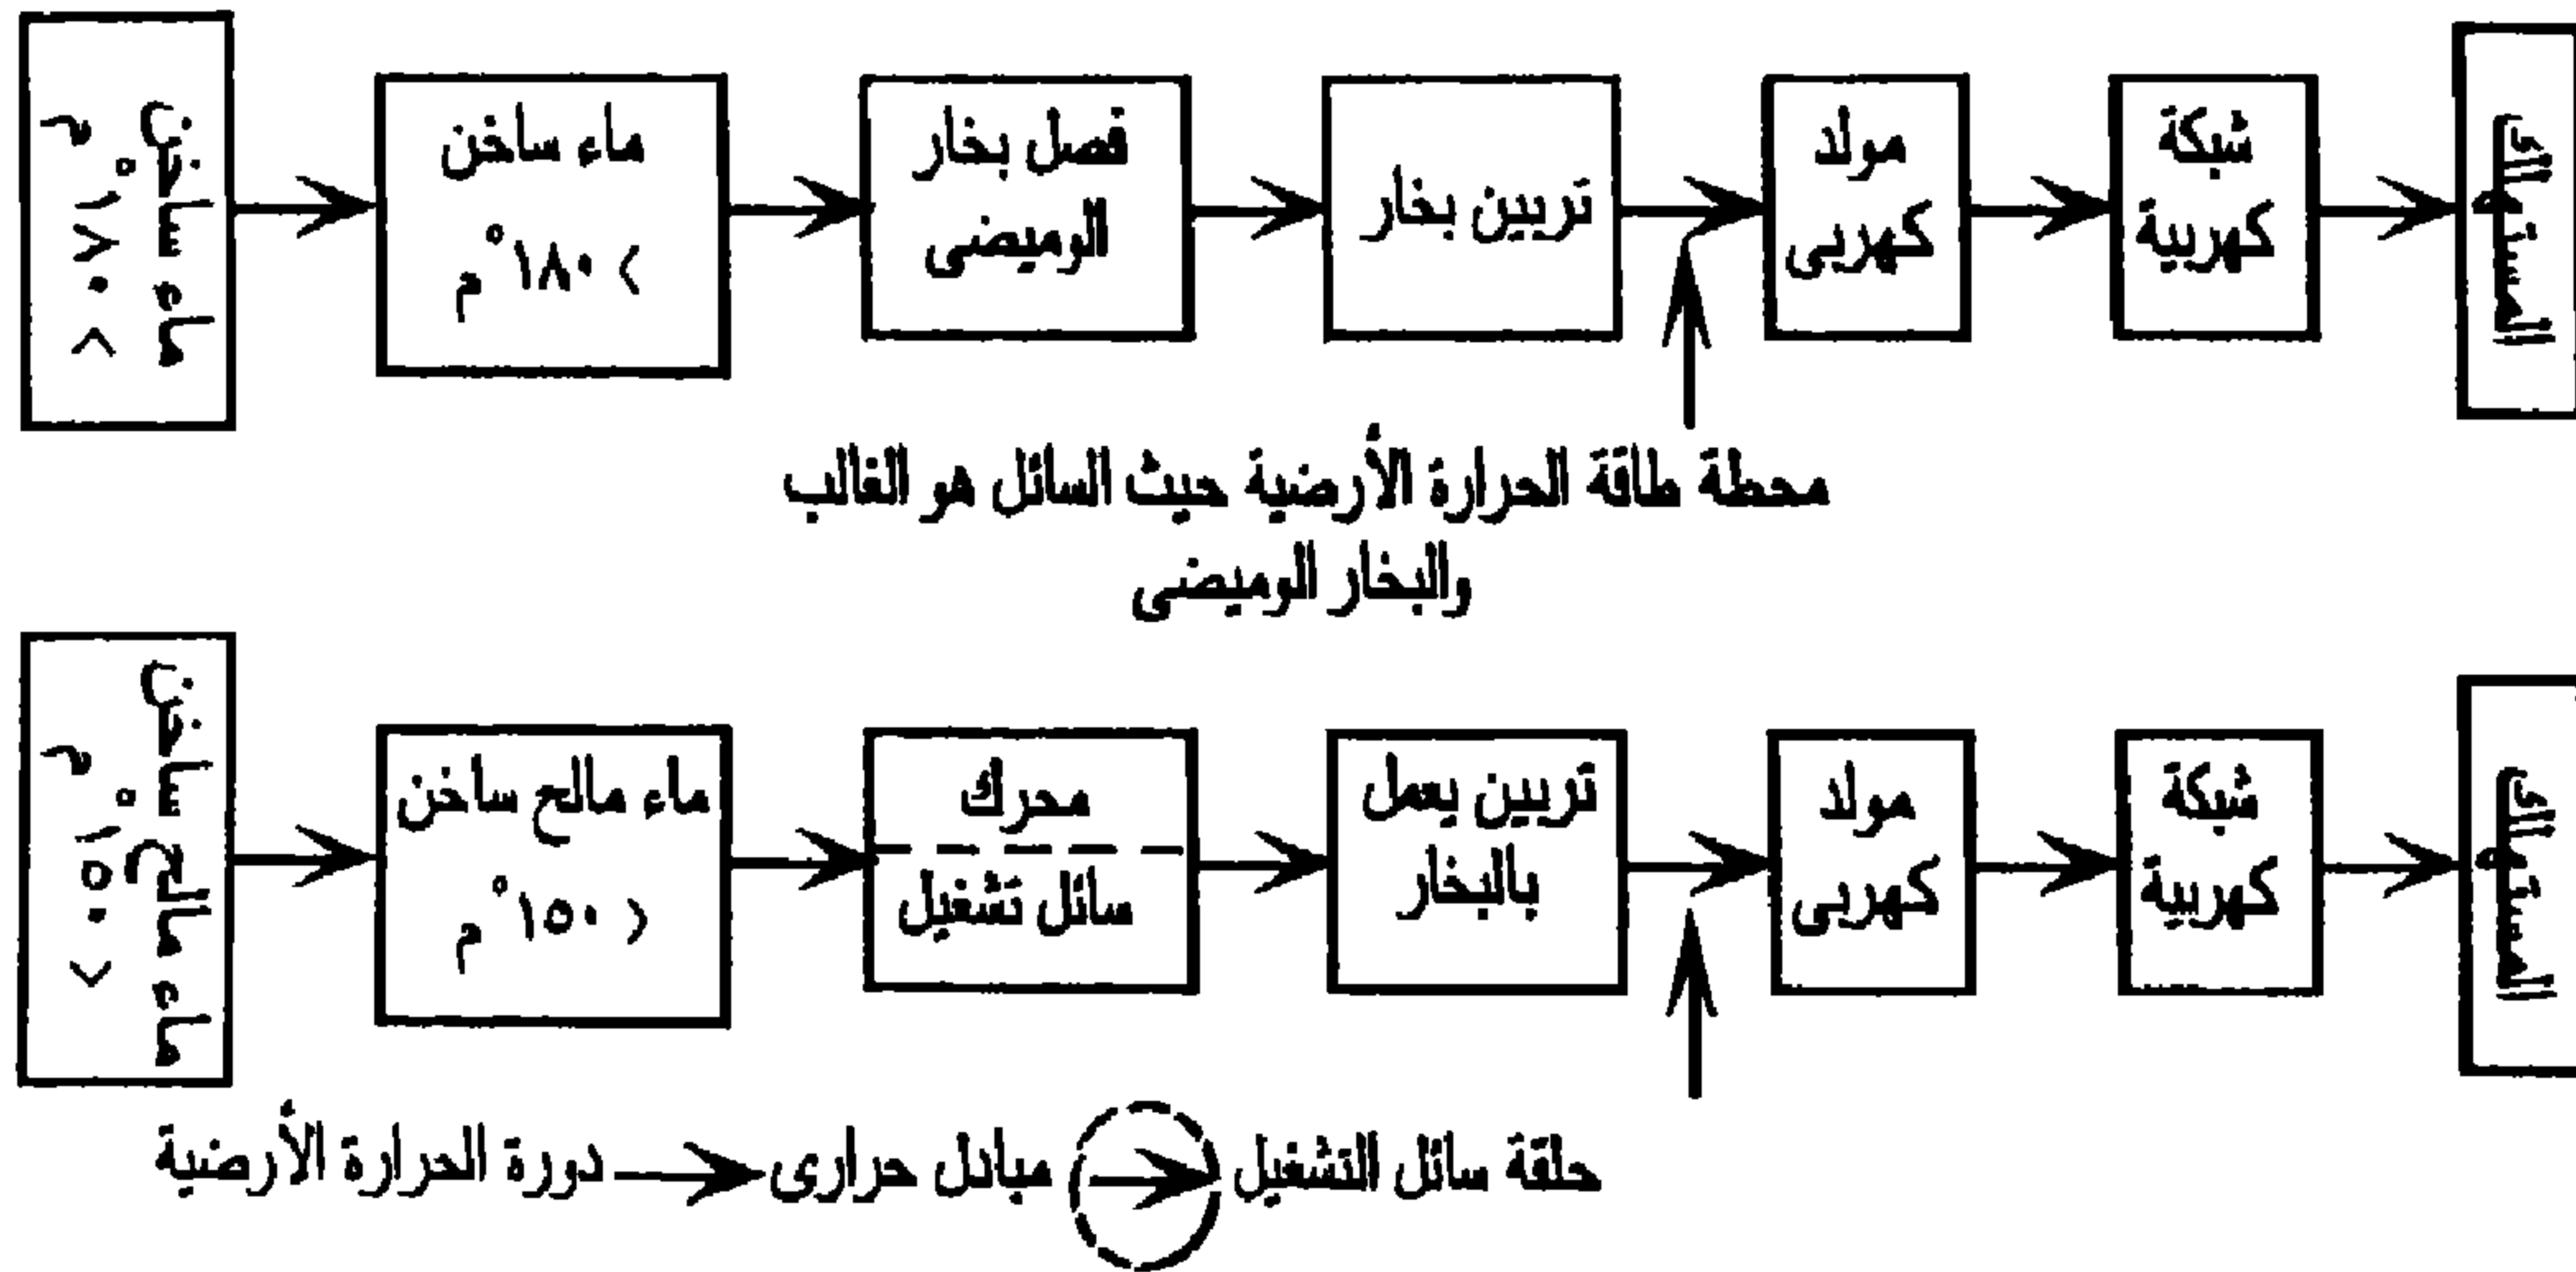 ماء ساخن
> ١٨٠ °م
ماء ساخن
> ١٨٠ °م
فصل بخار
الوميضى
تربين بخار
مولد
كهربى
شبكة
كهربية
المستهلك
محطة طاقة الحرارة الأرضية حيث السائل هو الغالب
والبخار الوميضى
ماء مالح ساخن
< ١٥٠ °م
ماء مالح ساخن
< ١٥٠ °م
محرك
سائل تشغيل
تربين يعمل
بالبخار
مولد
كهربى
شبكة
كهربية
المستهلك
حلقة سائل التشغيل مبادل حرارى دورة الحرارة الأرضية